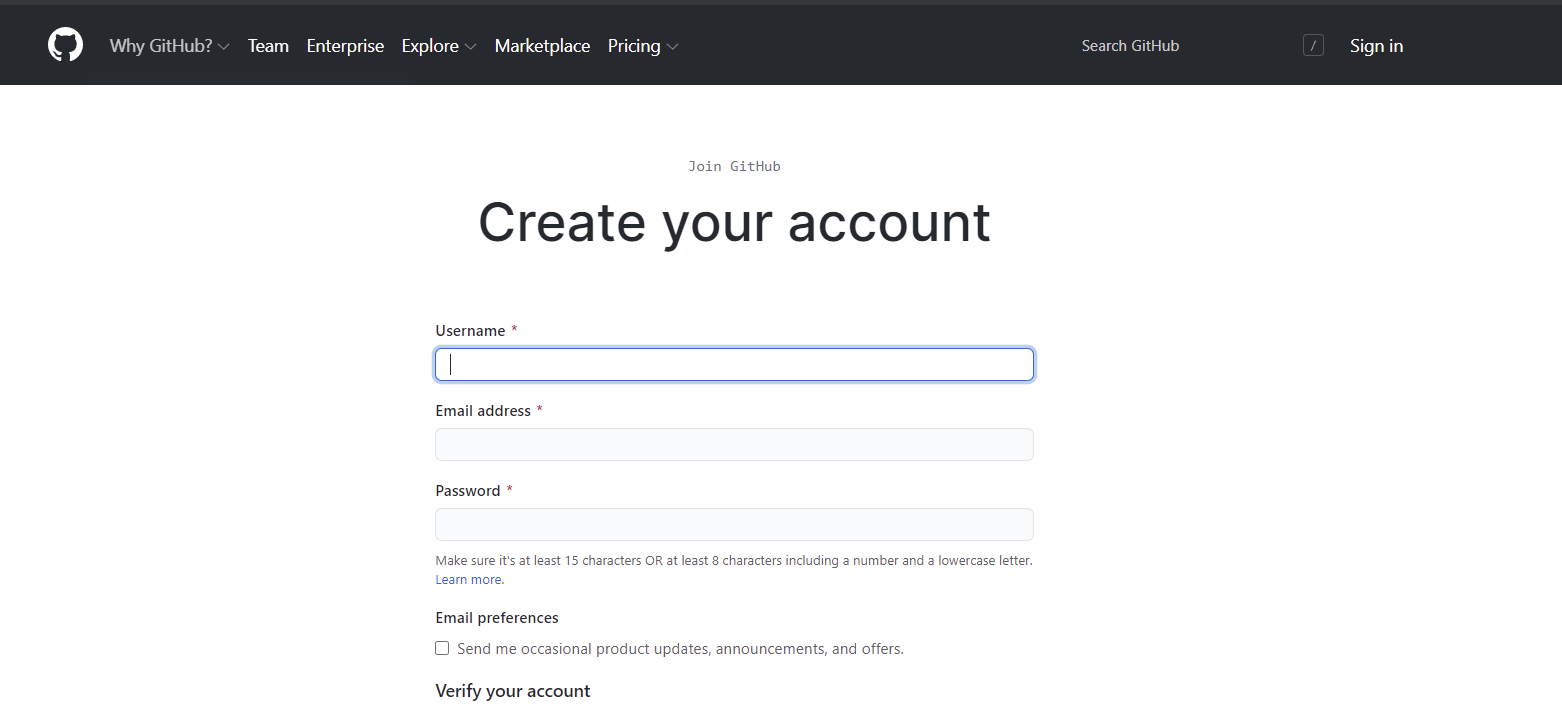 Why GitHub? Team Enterprise Explore Marketplace Pricing Search GitHub / Sign in
Join GitHub
Create your account
Username *
Email address *
Password *
Make sure it's at least 15 characters OR at least 8 characters including a number and a lowercase letter.
Learn more.
Email preferences
Send me occasional product updates, announcements, and offers.
Verify your account